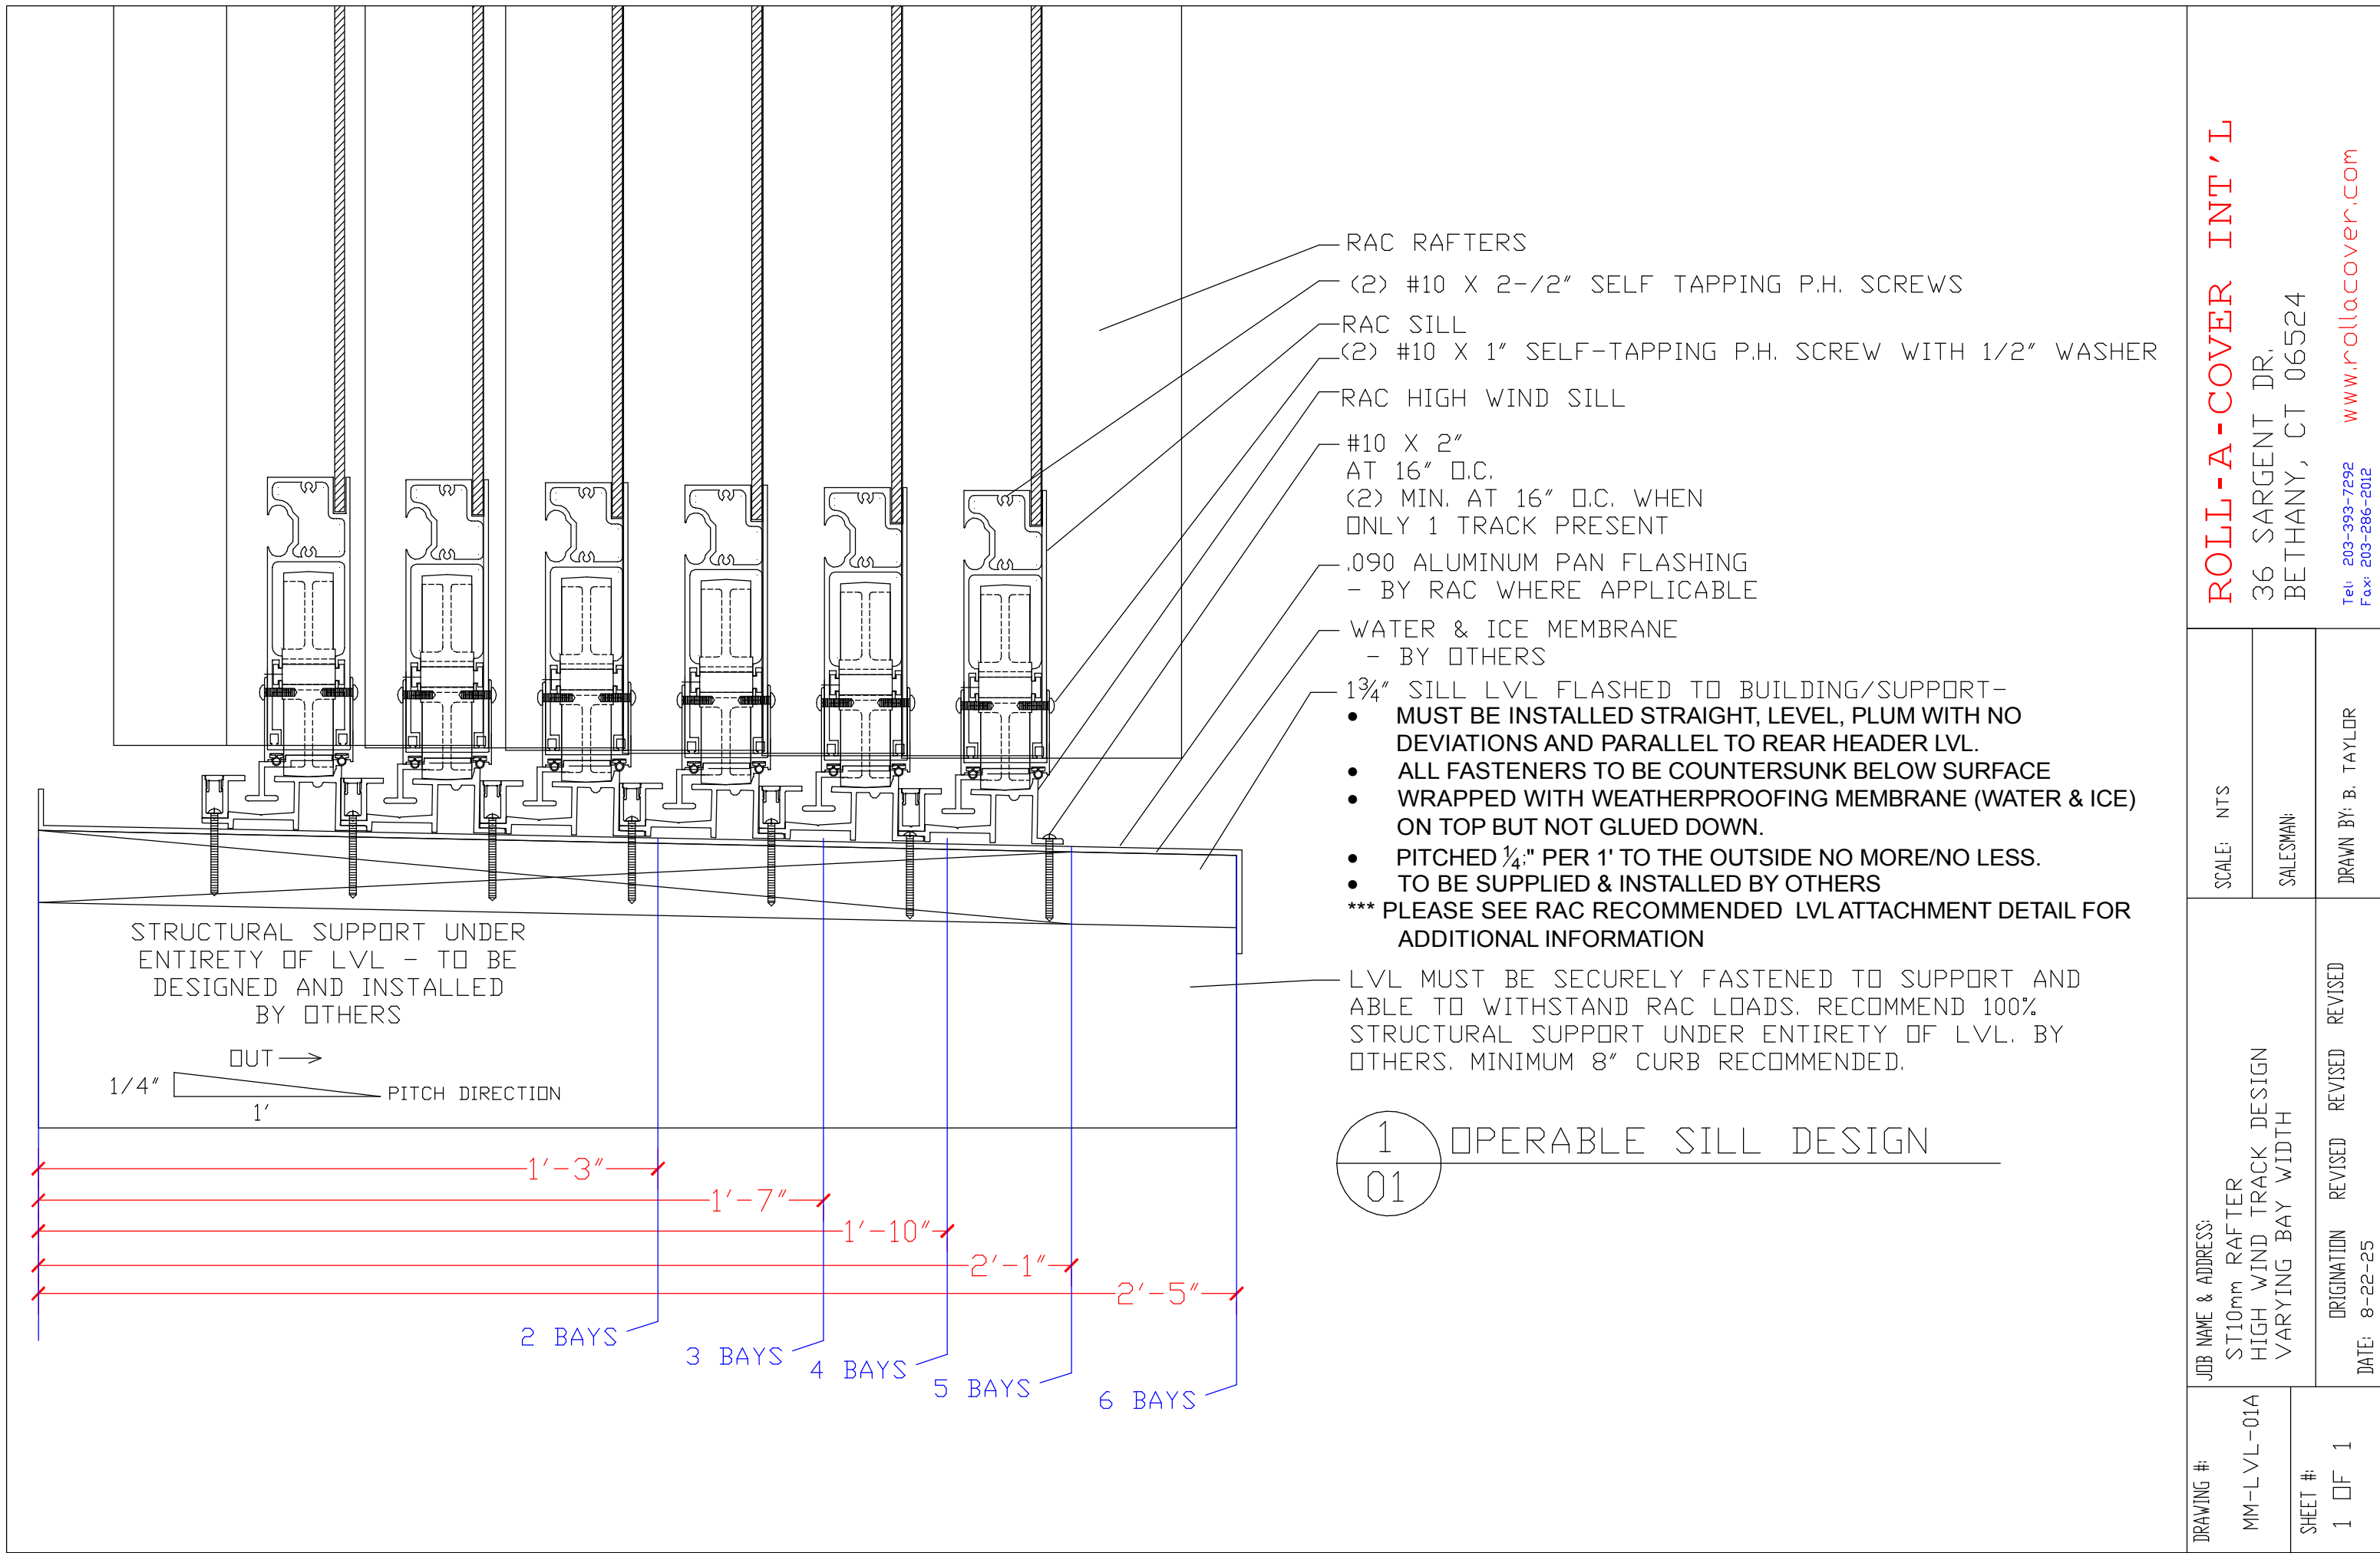 RAC RAFTERS
(2) #10 X 2-/2" SELF TAPPING P.H. SCREWS
RAC SILL
(2) #10 X 1" SELF-TAPPING P.H. SCREW WITH 1/2" WASHER
RAC HIGH WIND SILL
#10 X 2"
AT 16" O.C.
(2) MIN. AT 16" O.C. WHEN
ONLY 1 TRACK PRESENT
.090 ALUMINUM PAN FLASHING
- BY RAC WHERE APPLICABLE
WATER & ICE MEMBRANE
- BY OTHERS
1¾" SILL LVL FLASHED TO BUILDING/SUPPORT-
• MUST BE INSTALLED STRAIGHT, LEVEL, PLUM WITH NO
DEVIATIONS AND PARALLEL TO REAR HEADER LVL.
• ALL FASTENERS TO BE COUNTERSUNK BELOW SURFACE
• WRAPPED WITH WEATHERPROOFING MEMBRANE (WATER & ICE)
ON TOP BUT NOT GLUED DOWN.
• PITCHED ¼;" PER 1' TO THE OUTSIDE NO MORE/NO LESS.
• TO BE SUPPLIED & INSTALLED BY OTHERS
*** PLEASE SEE RAC RECOMMENDED LVL ATTACHMENT DETAIL FOR
ADDITIONAL INFORMATION
LVL MUST BE SECURELY FASTENED TO SUPPORT AND
ABLE TO WITHSTAND RAC LOADS. RECOMMEND 100%
STRUCTURAL SUPPORT UNDER ENTIRETY OF LVL. BY
OTHERS. MINIMUM 8" CURB RECOMMENDED.
STRUCTURAL SUPPORT UNDER
ENTIRETY OF LVL - TO BE
DESIGNED AND INSTALLED
BY OTHERS
OUT
1/4"
PITCH DIRECTION
1'
1'-3"
1'-7"
1'-10"
2'-1"
2'-5"
2 BAYS
3 BAYS
4 BAYS
5 BAYS
6 BAYS
1
01
OPERABLE SILL DESIGN
ROLL-A-COVER INT'L
36 SARGENT DR.
BETHANY, CT 06524
www.rollacover.com
Tel: 203-393-7292
Fax: 203-286-2012
SCALE: NTS
SALESMAN:
DRAWN BY: B. TAYLOR
JOB NAME & ADDRESS:
ST10mm RAFTER
HIGH WIND TRACK DESIGN
VARYING BAY WIDTH
ORIGINATION REVISED REVISED REVISED
DATE: 8-22-25
DRAWING #:
MM-LVL-01A
SHEET #:
1 OF 1